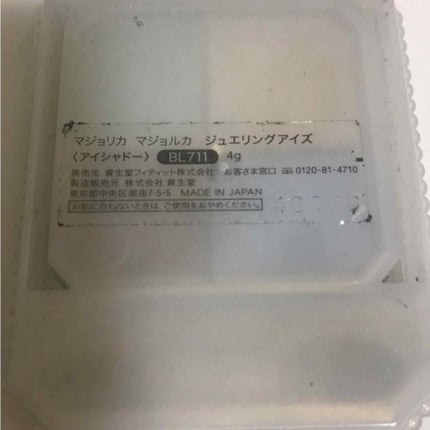 マジョリカ マジョルカ ジュエリングアイズ
〈アイシャドー〉 BL711 4g
発売元 資生堂フィティット株式会社 お客さま窓口 0120-81-4710
製造販売元 株式会社 資生堂
東京都中央区銀座7-5-5 MADE IN JAPAN
お肌に合わないときは、ご使用をおやめください。